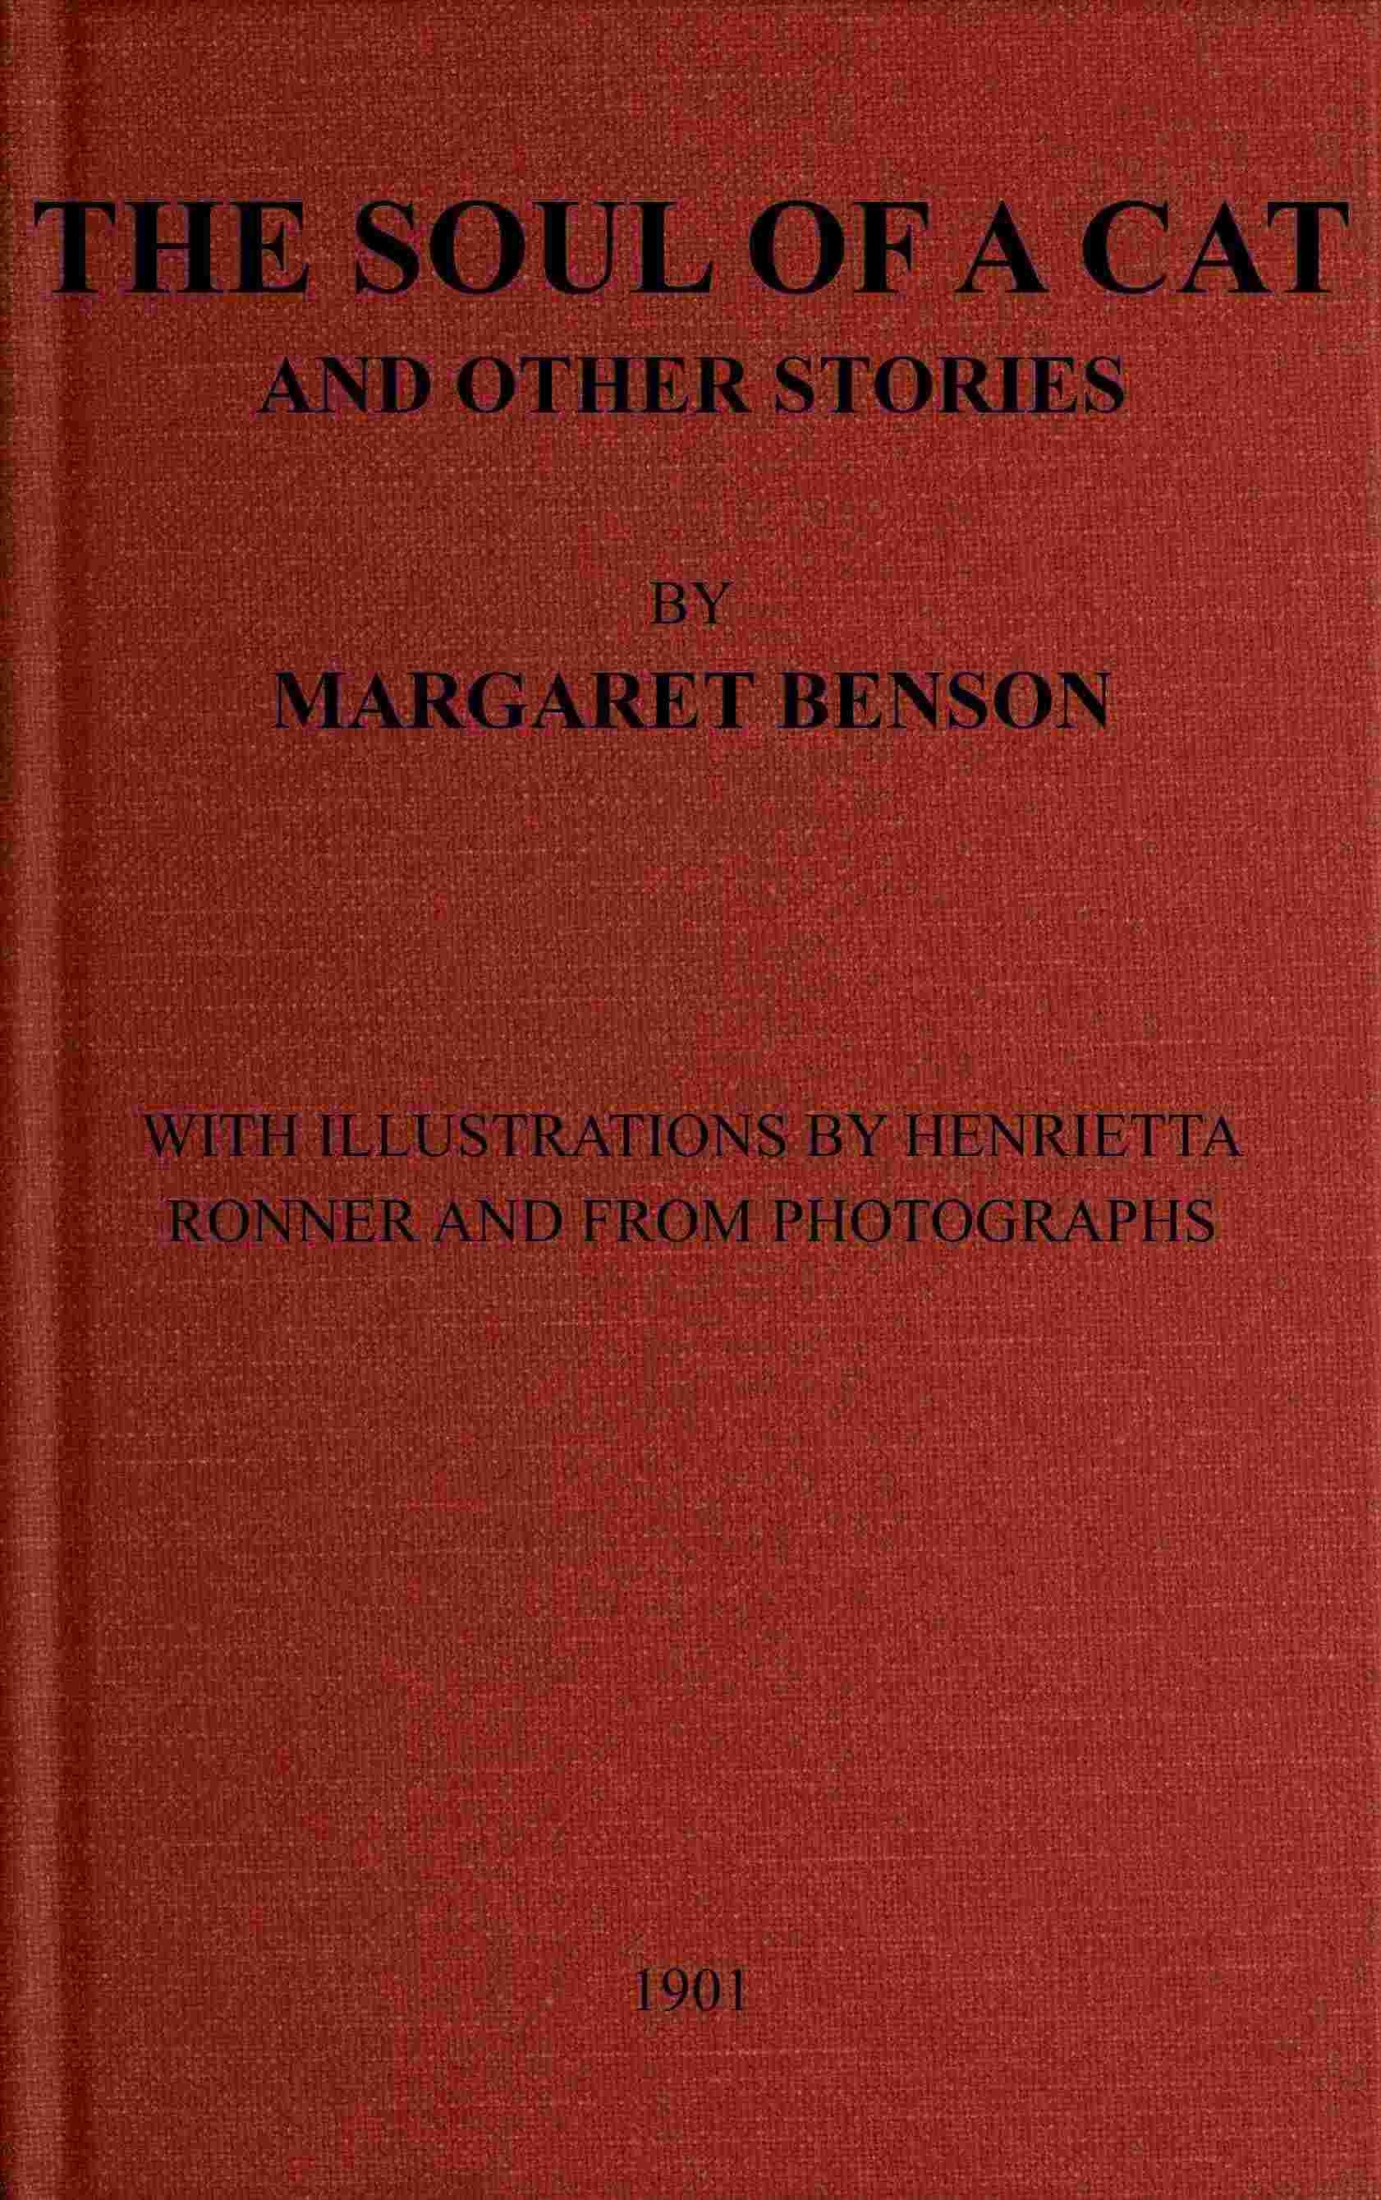 THE SOUL OF A CAT
AND OTHER STORIES
BY
MARGARET BENSON
WITH ILLUSTRATIONS BY HENRIETTA
RONNER AND FROM PHOTOGRAPHS
1901